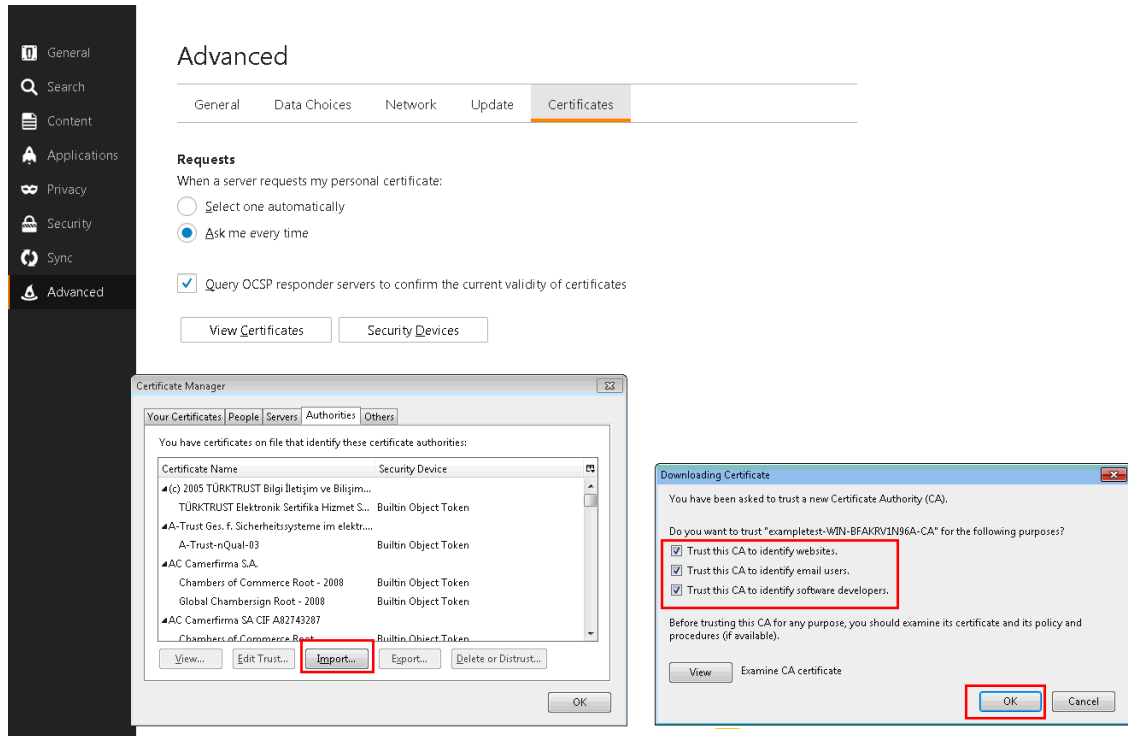 General
Search
Content
Applications
Privacy
Security
Sync
Advanced
Advanced
General Data Choices Network Update Certificates
Requests
When a server requests my personal certificate:
Select one automatically
Ask me every time
Query OCSP responder servers to confirm the current validity of certificates
View Certificates Security Devices
Certificate Manager
Your Certificates People Servers Authorities Others
You have certificates on file that identify these certificate authorities:
Certificate Name Security Device
(c) 2005 TÜRKTRUST Bilgi İletişim ve Bilişim...
TÜRKTRUST Elektronik Sertifika Hizmet S... Builtin Object Token
A-Trust Ges. f. Sicherheitssysteme im elektr....
A-Trust-nQual-03 Builtin Object Token
AC Camerfirma S.A.
Chambers of Commerce Root - 2008 Builtin Object Token
Global Chambersign Root - 2008 Builtin Object Token
AC Camerfirma SA CIF A82743287
Chambers of Commerce Root Builtin Object Token
View... Edit Trust... Import... Export... Delete or Distrust...
OK
Downloading Certificate
You have been asked to trust a new Certificate Authority (CA).
Do you want to trust "exampletest-WIN-BFAKRV1N96A-CA" for the following purposes?
Trust this CA to identify websites.
Trust this CA to identify email users.
Trust this CA to identify software developers.
Before trusting this CA for any purpose, you should examine its certificate and its policy and
procedures (if available).
View Examine CA certificate
OK Cancel